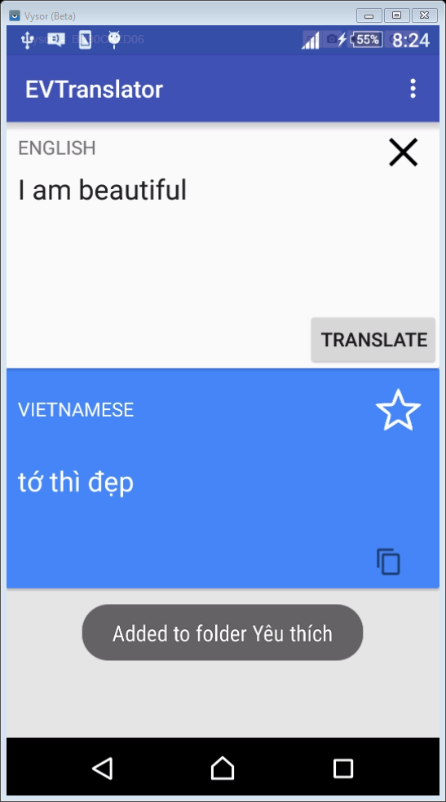 Vysor (Beta)
55% 8:24
EVTranslator
ENGLISH
I am beautiful
TRANSLATE
VIETNAMESE
tớ thì đẹp
Added to folder Yêu thích